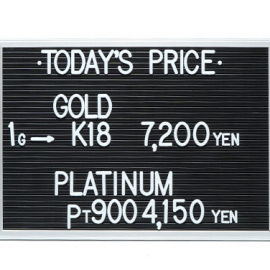 ·TODAY'S PRICE·
GOLD
1G→ K18 7,200 YEN
PLATINUM
PT900 4,150 YEN